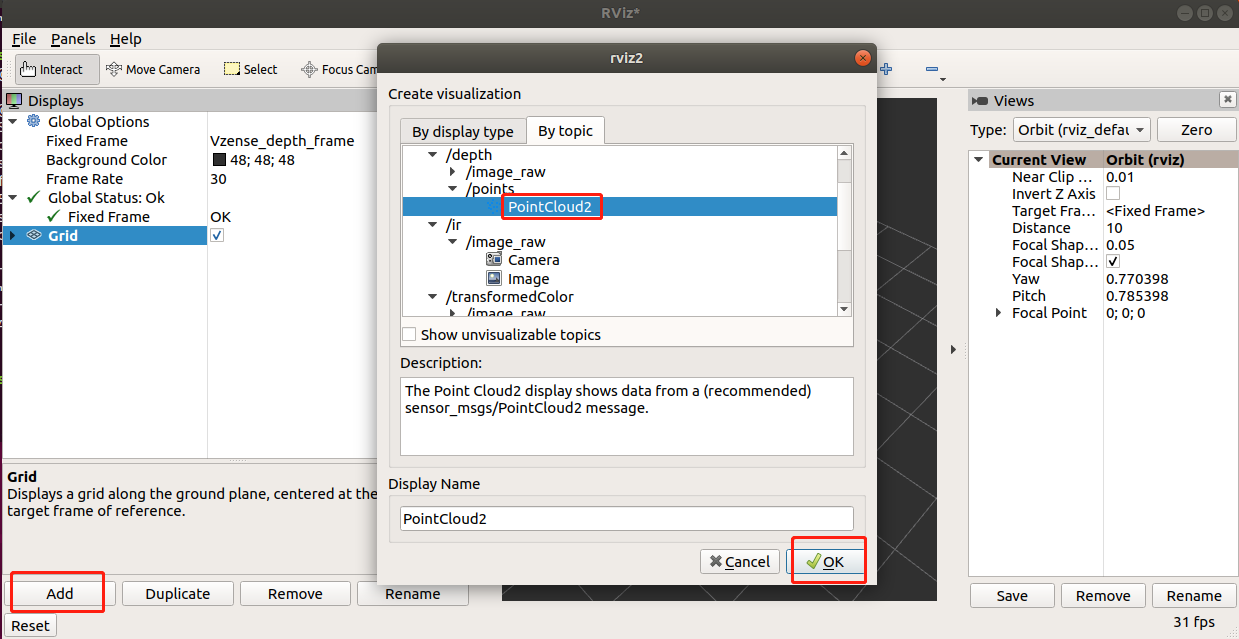 RViz*
File Panels Help
Interact Move Camera Select Focus Cam
Displays
Global Options
Fixed Frame Vzense_depth_frame
Background Color 48; 48; 48
Frame Rate 30
Global Status: Ok
Fixed Frame OK
Grid
Grid
Displays a grid along the ground plane, centered at the
target frame of reference.
Add Duplicate Remove Rename
Reset
rviz2
Create visualization
By display type By topic
/depth
/image_raw
/points
PointCloud2
/ir
/image_raw
Camera
Image
/transformedColor
/image_raw
Show unvisualizable topics
Description:
The Point Cloud2 display shows data from a (recommended)
sensor_msgs/PointCloud2 message.
Display Name
PointCloud2
Cancel OK
Views
Type: Orbit (rviz_defau Zero
Current View Orbit (rviz)
Near Clip ... 0.01
Invert Z Axis
Target Fra... <Fixed Frame>
Distance 10
Focal Shap... 0.05
Focal Shap...
Yaw 0.770398
Pitch 0.785398
Focal Point 0; 0; 0
Save Remove Rename
31 fps